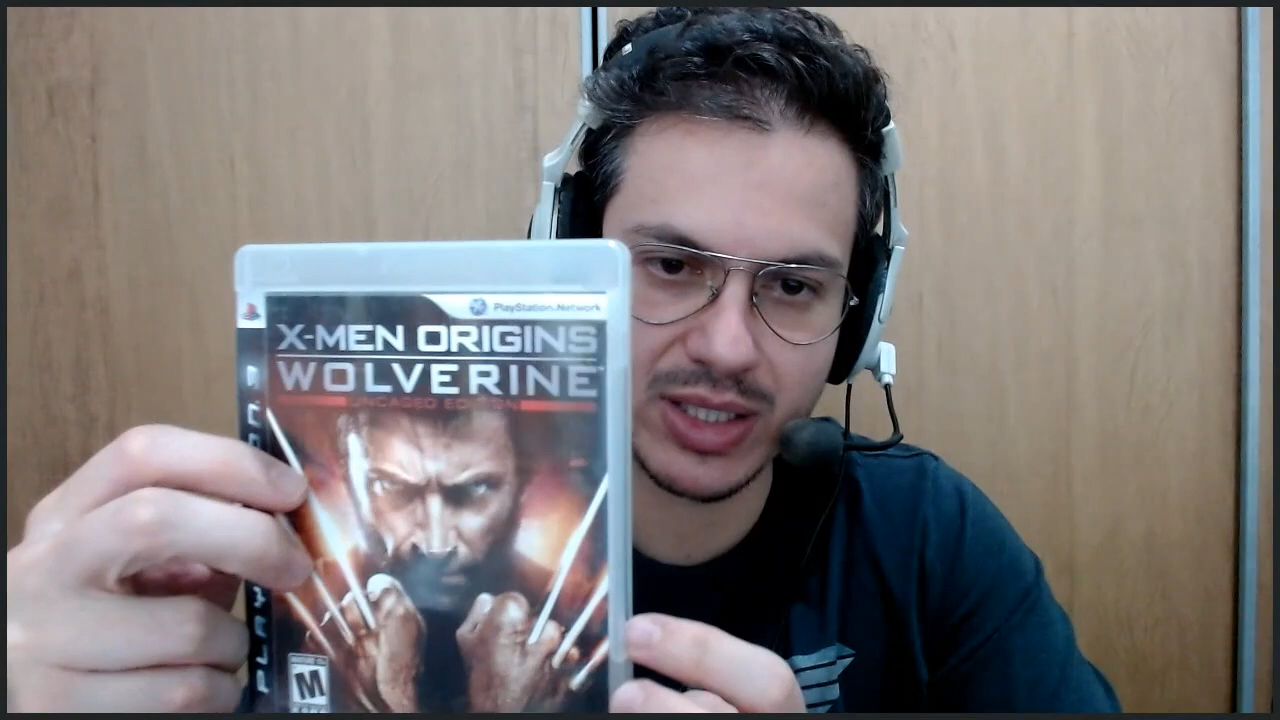 PlayStation.Network
X-MEN ORIGINS
WOLVERINE
UNCAGED EDITION
M